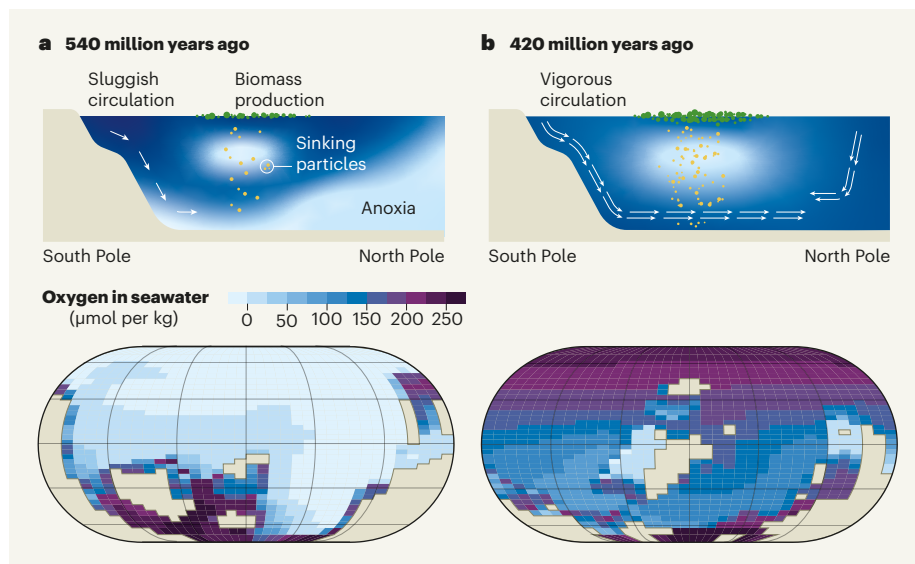 a 540 million years ago
Sluggish
circulation
Biomass
production
Sinking
particles
Anoxia
South Pole
North Pole
b 420 million years ago
Vigorous
circulation
South Pole
North Pole
Oxygen in seawater
(μmol per kg)
0 50 100 150 200 250